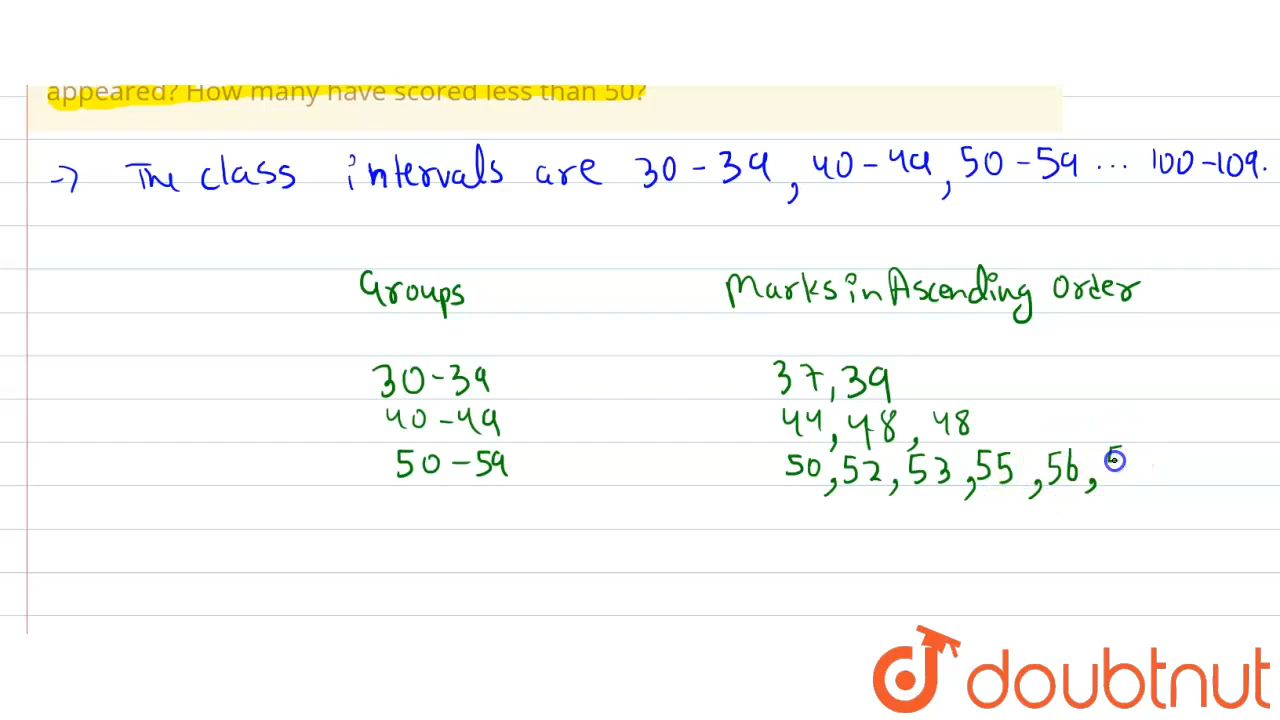 appeared? How many have scored less than 50?
→ The class intervals are 30-39, 40-49, 50-59 ... 100-109.
Groups Marks in Ascending Order
30-39 37, 39
40-49 44, 48, 48
50-59 50, 52, 53, 55, 56, 5
doubtnut